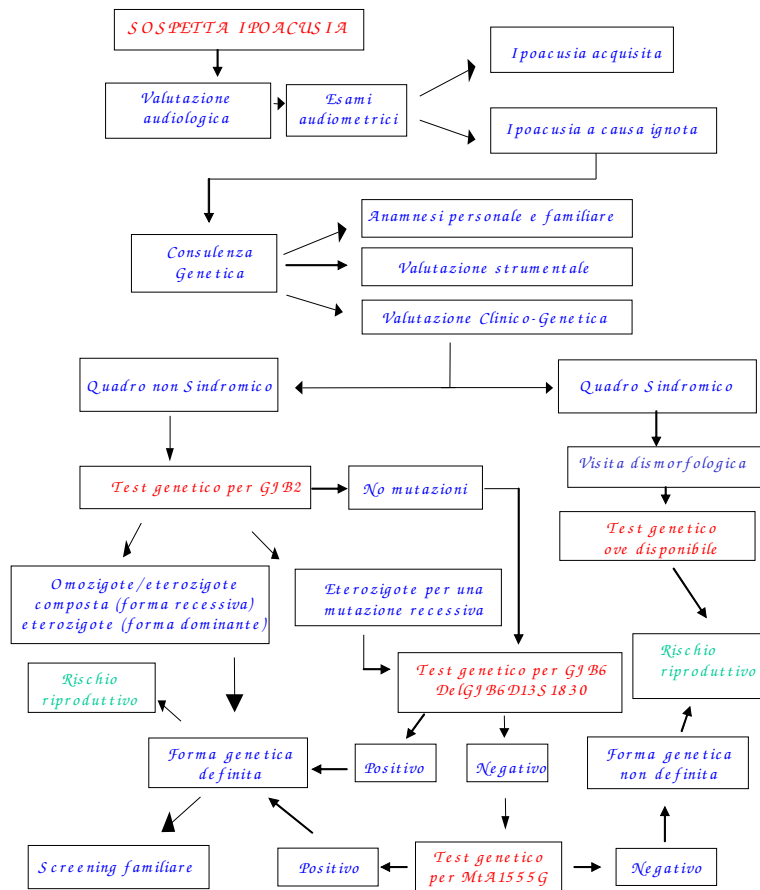 SOSPETTA IPOACUSIA
Ipoacusia acquisita
Valutazione
audiologica
Esami
audiometrici
Ipoacusia a causa ignota
Anamnesi personale e familiare
Consulenza
Genetica
Valutazione strumentale
Valutazione Clinico-Genetica
Quadro non Sindromico
Quadro Sindromico
Visita dismorfologica
Test genetico per GJB2
No mutazioni
Test genetico
ove disponibile
Omozigote/eterozigote
composta (forma recessiva)
eterozigote (forma dominante)
Eterozigote per una
mutazione recessiva
Rischio
riproduttivo
Test genetico per GJB6
DelGJB6D13S1830
Rischio
riproduttivo
Forma genetica
definita
Positivo
Negativo
Forma genetica
non definita
Screening familiare
Positivo
Test genetico
per MtA1555G
Negativo